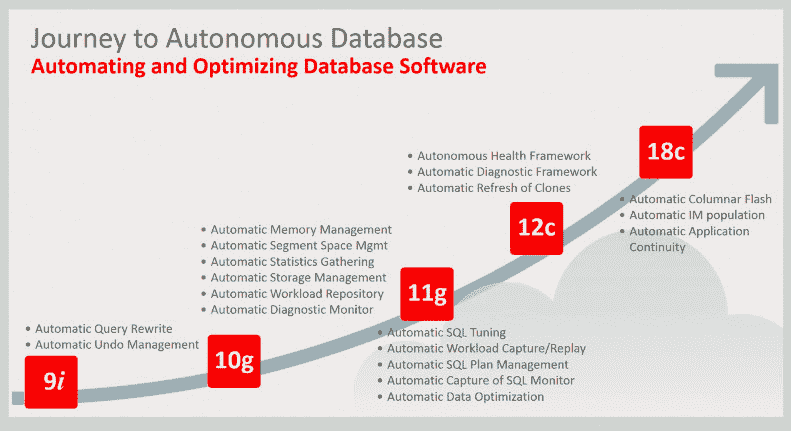 Journey to Autonomous Database
Automating and Optimizing Database Software
9i
• Automatic Query Rewrite
• Automatic Undo Management
10g
• Automatic Memory Management
• Automatic Segment Space Mgmt
• Automatic Statistics Gathering
• Automatic Storage Management
• Automatic Workload Repository
• Automatic Diagnostic Monitor
11g
• Automatic SQL Tuning
• Automatic Workload Capture/Replay
• Automatic SQL Plan Management
• Automatic Capture of SQL Monitor
• Automatic Data Optimization
12c
• Autonomous Health Framework
• Automatic Diagnostic Framework
• Automatic Refresh of Clones
18c
• Automatic Columnar Flash
• Automatic IM population
• Automatic Application
Continuity